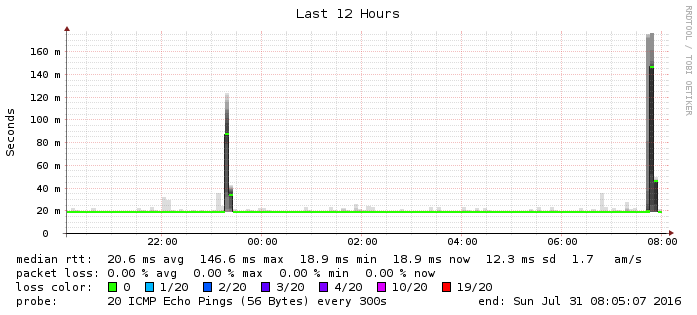 Last 12 Hours
RRDTOOL / TOBI OETIKER
Seconds
160 m
140 m
120 m
100 m
80 m
60 m
40 m
20 m
0
22:00 00:00 02:00 04:00 06:00 08:00
median rtt: 20.6 ms avg 146.6 ms max 18.9 ms min 18.9 ms now 12.3 ms sd 1.7 am/s
packet loss: 0.00 % avg 0.00 % max 0.00 % min 0.00 % now
loss color: 0 1/20 2/20 3/20 4/20 10/20 19/20
probe: 20 ICMP Echo Pings (56 Bytes) every 300s end: Sun Jul 31 08:05:07 2016